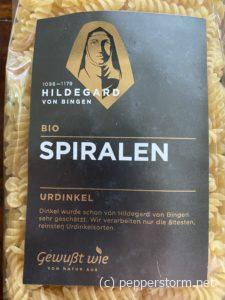 1098-1179
HILDEGARD
VON BINGEN
BIO
SPIRALEN
URDINKEL
Dinkel wurde schon von Hildegard von Bingen
sehr geschätzt. Wir verarbeiten nur die ältesten,
reinsten Urdinkelsorten.
Gewußt wie
VON NATUR AUS
(c) pepperstorm.net